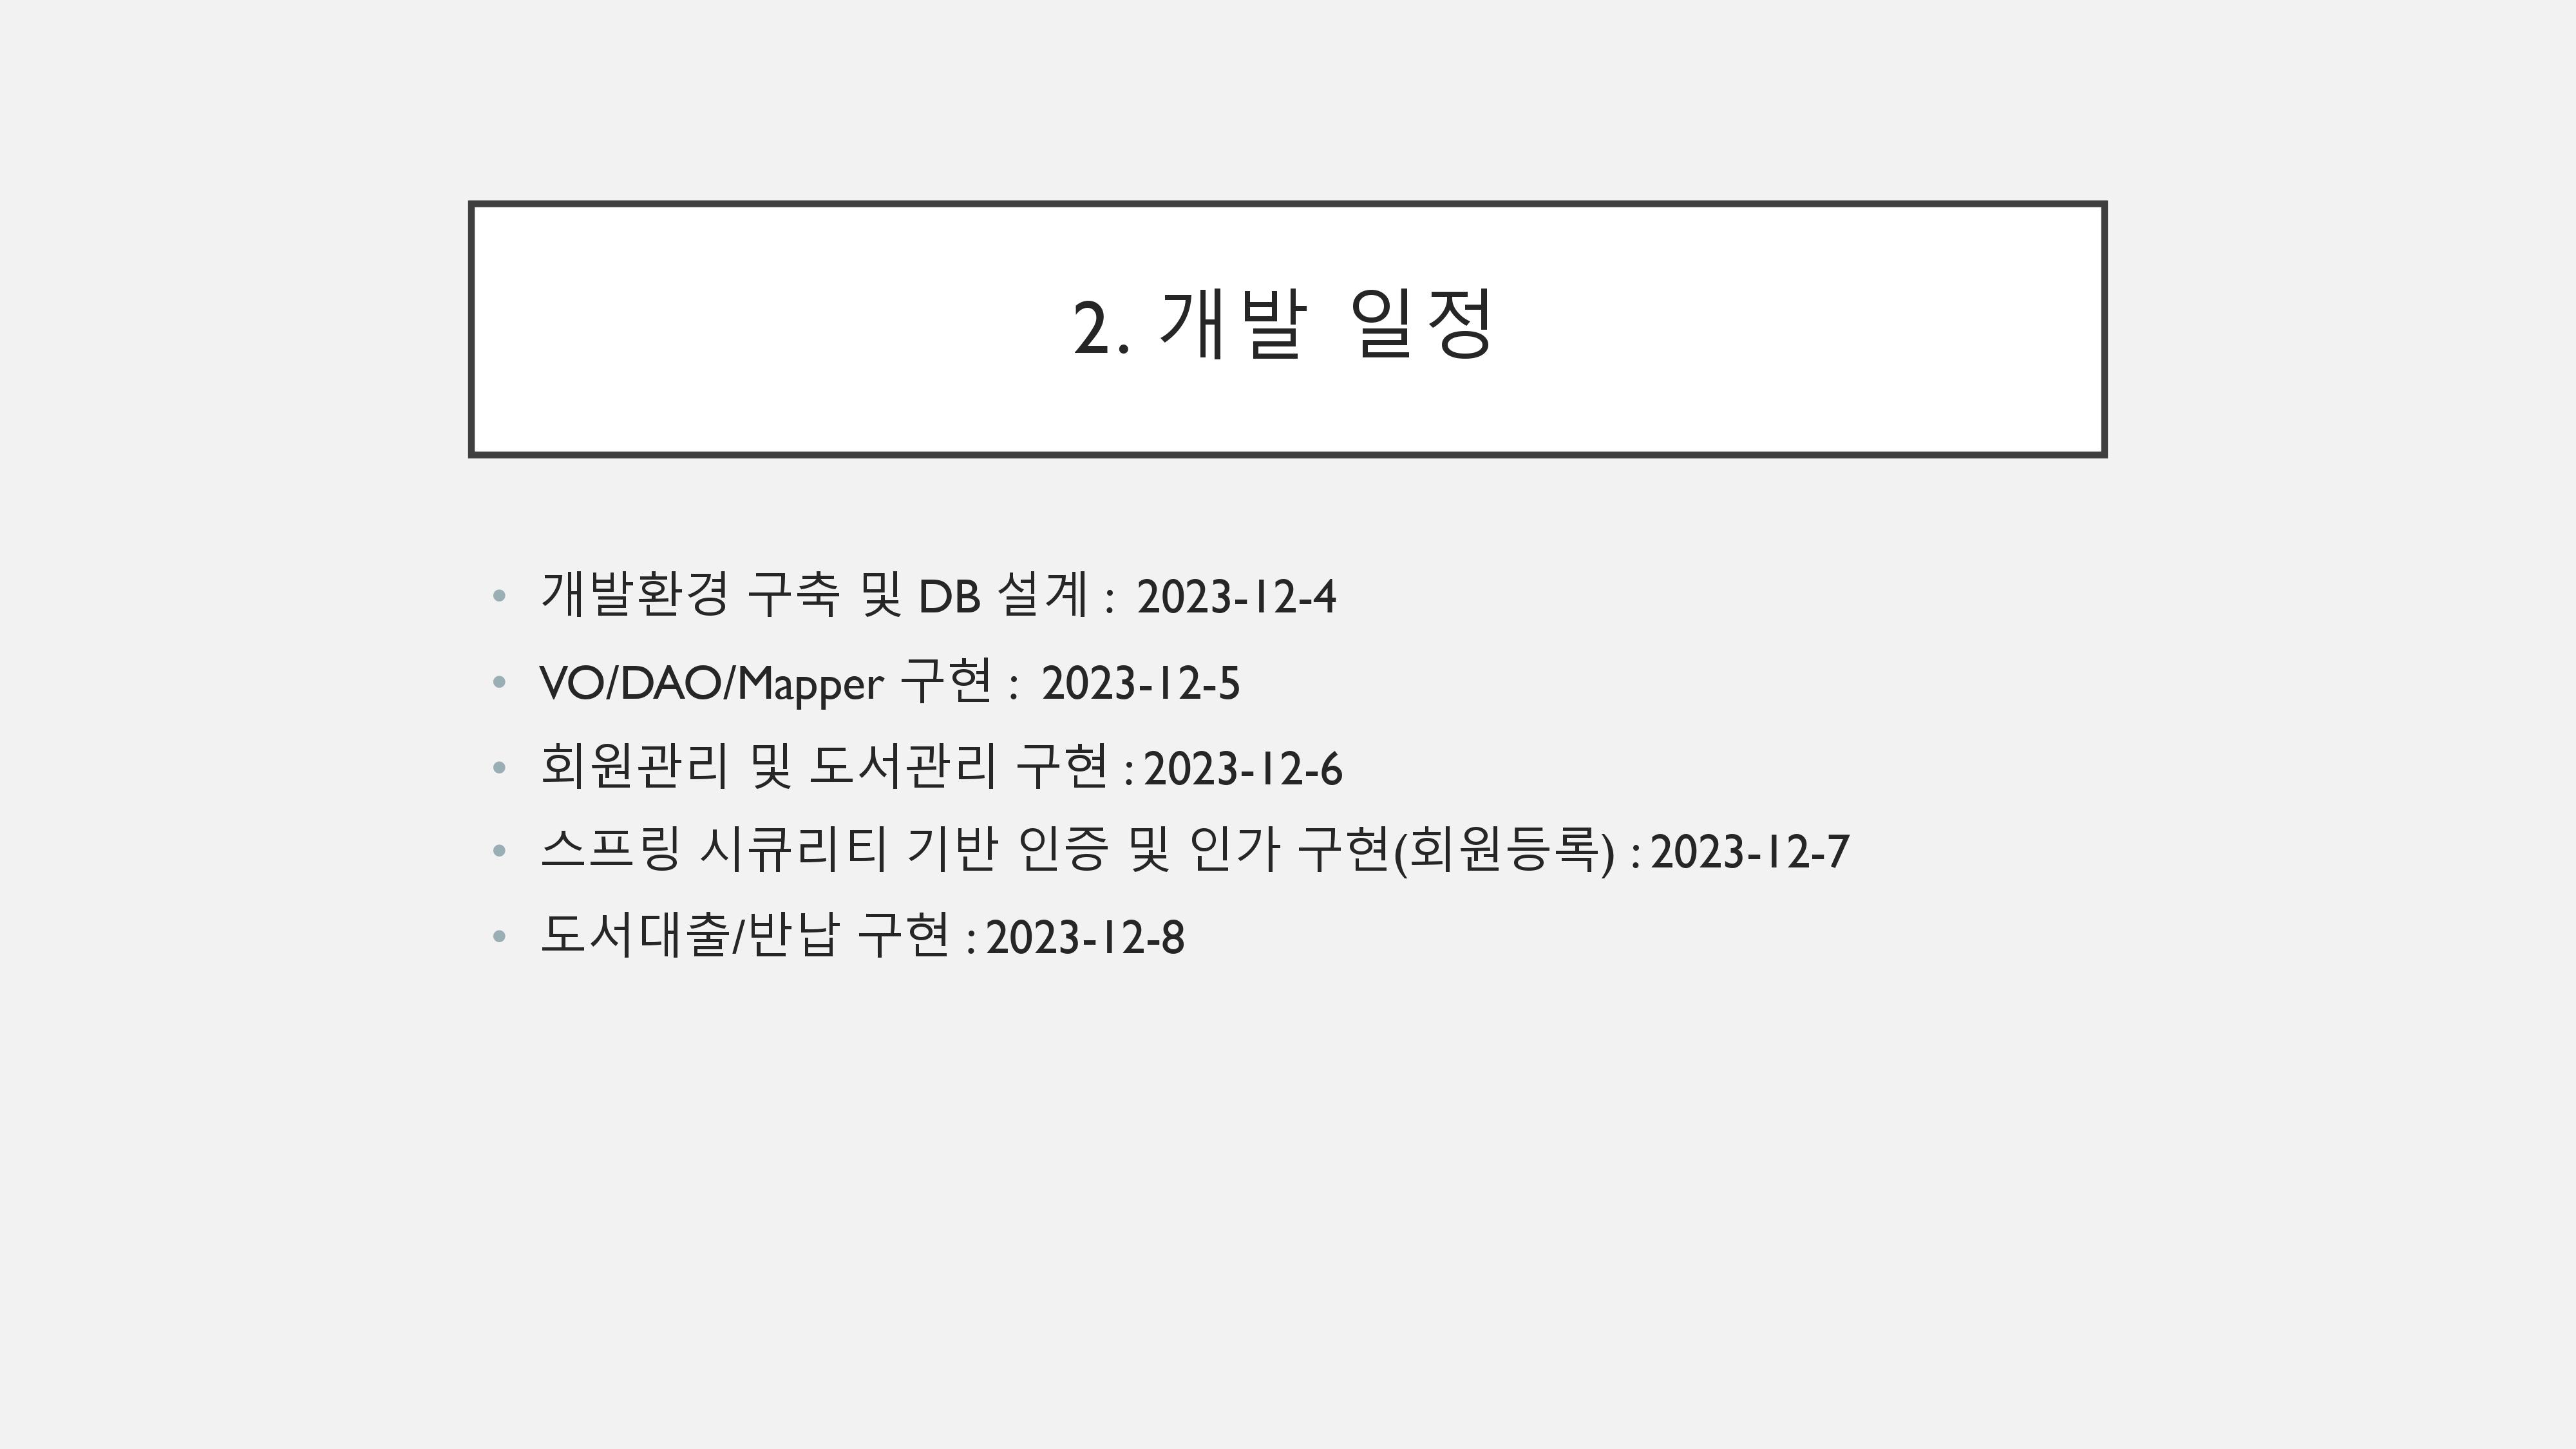 2. 개발 일정
• 개발환경 구축 및 DB 설계 : 2023-12-4
• VO/DAO/Mapper 구현 : 2023-12-5
• 회원관리 및 도서관리 구현 : 2023-12-6
• 스프링 시큐리티 기반 인증 및 인가 구현(회원등록) : 2023-12-7
• 도서대출/반납 구현 : 2023-12-8